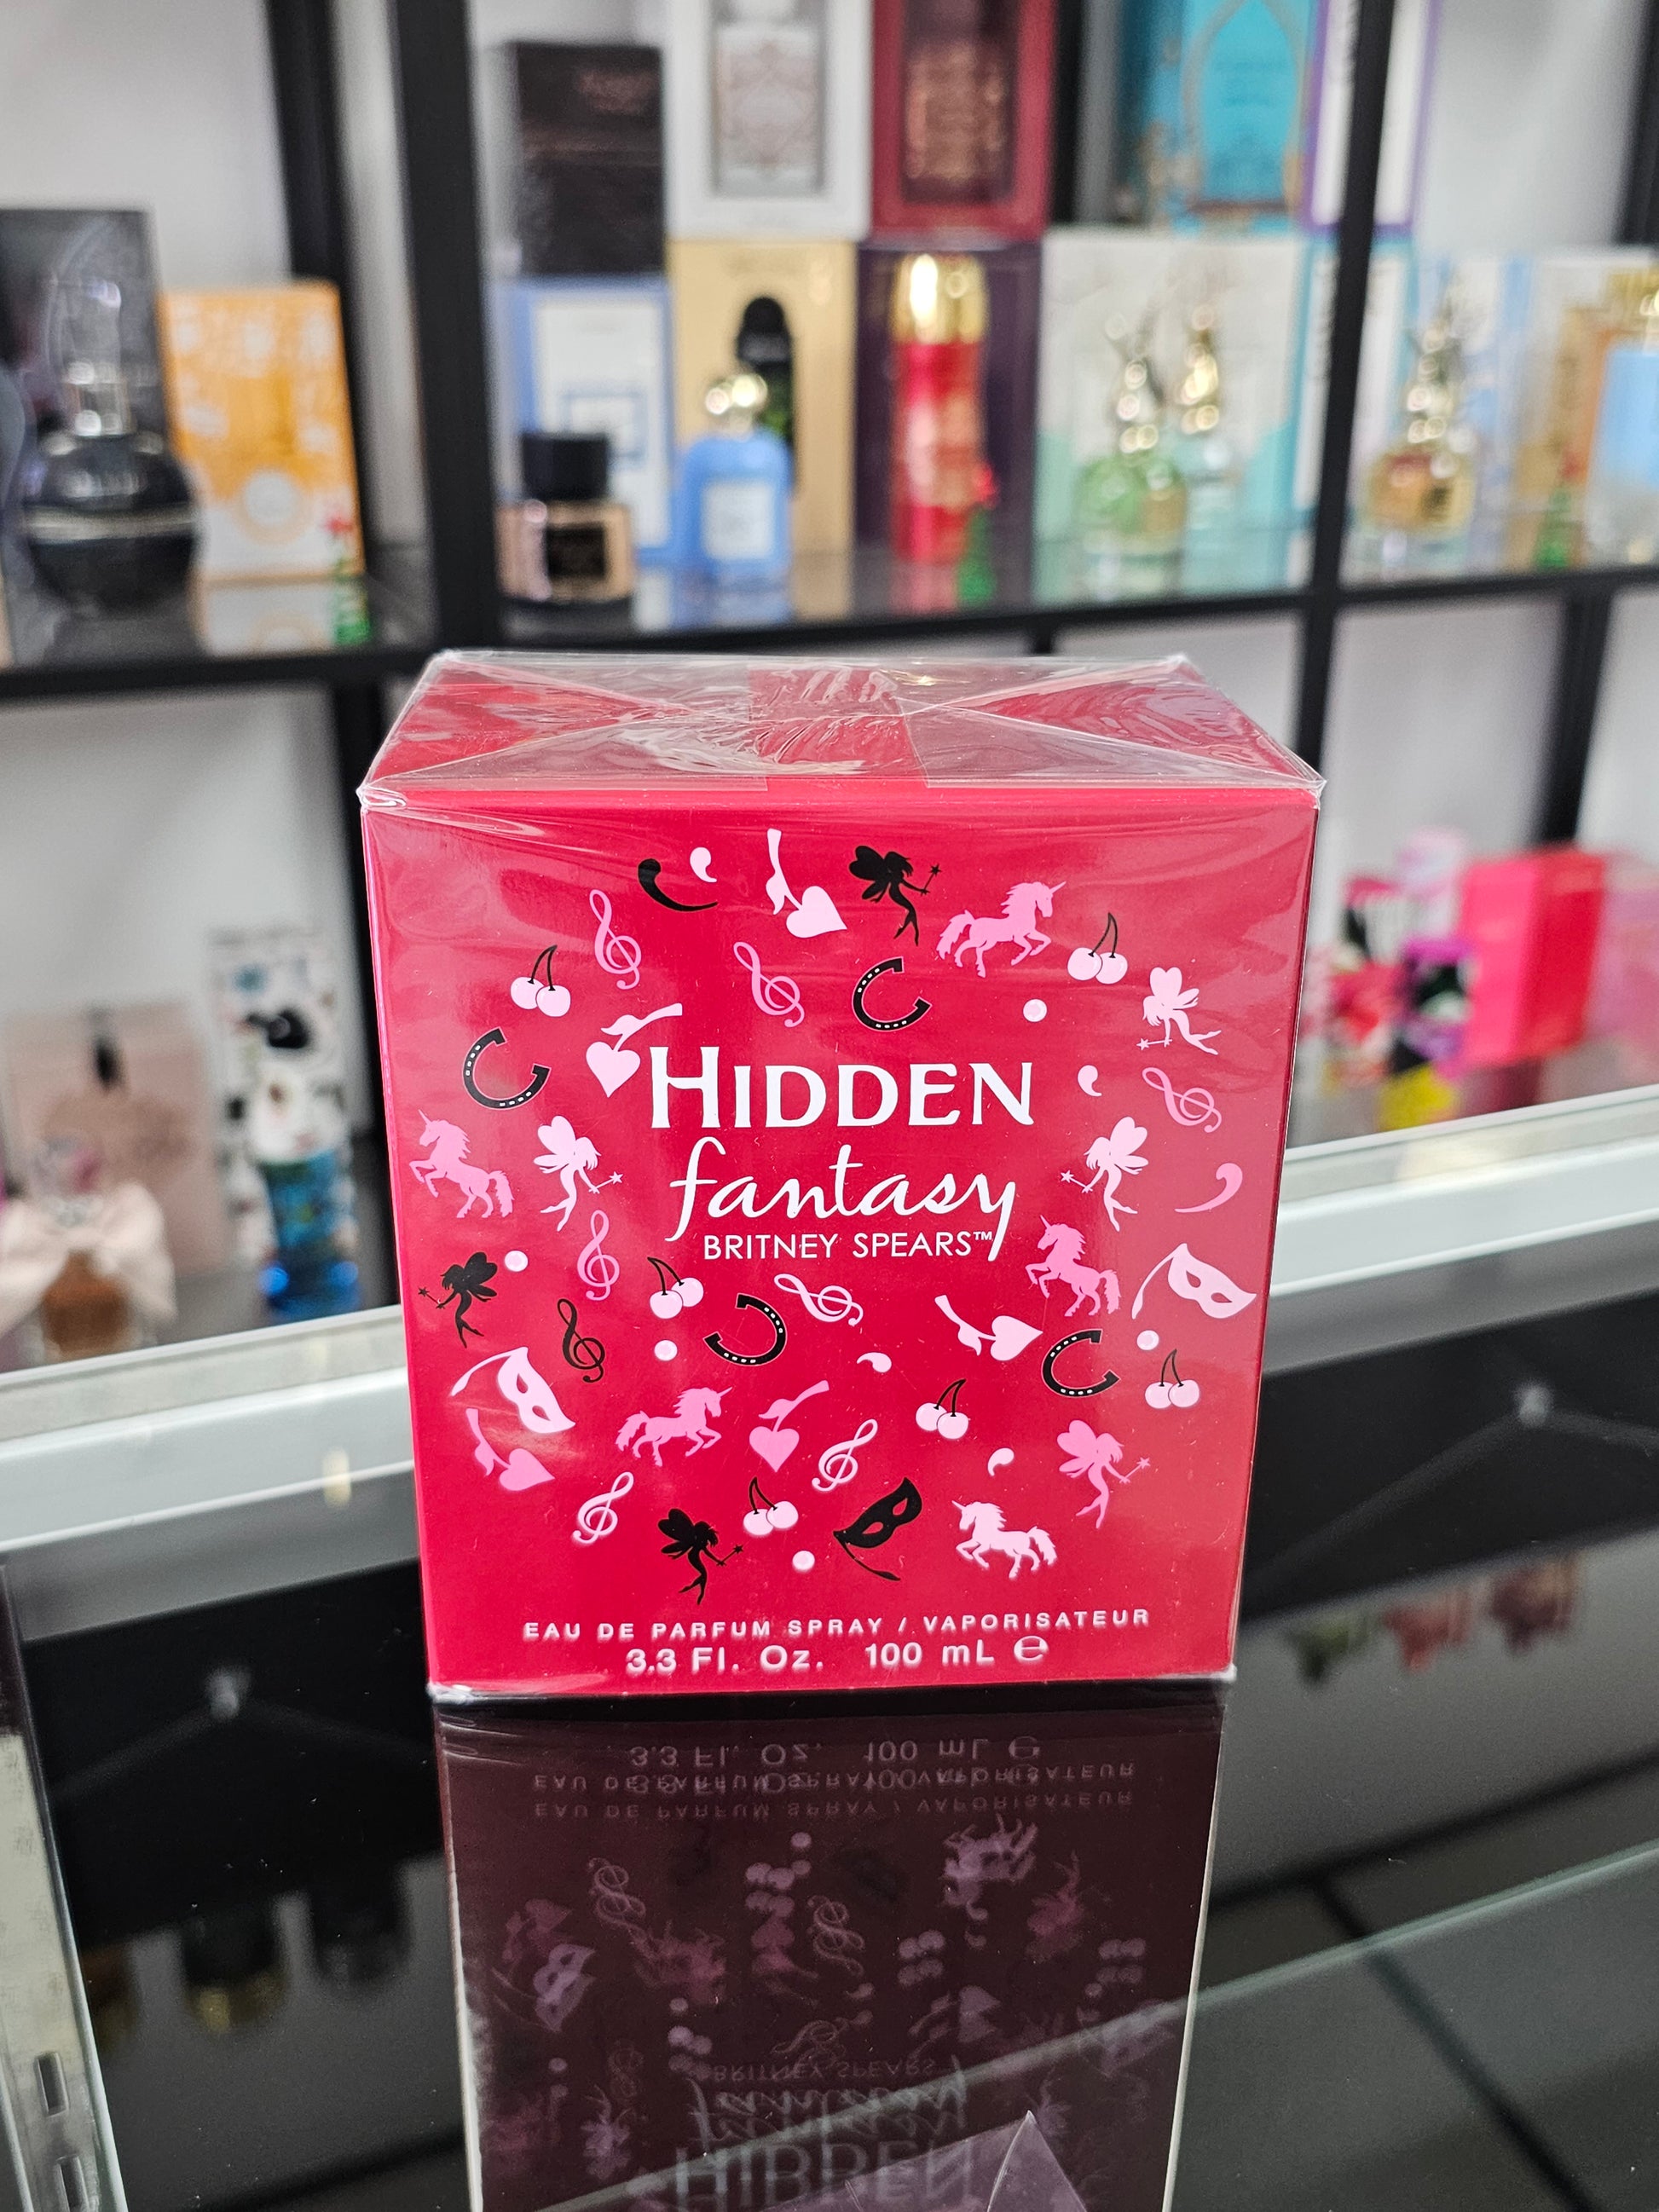 HIDDEN
fantasy
BRITNEY SPEARS™
EAU DE PARFUM SPRAY / VAPORISATEUR
3.3 Fl. Oz. 100 mL ℮